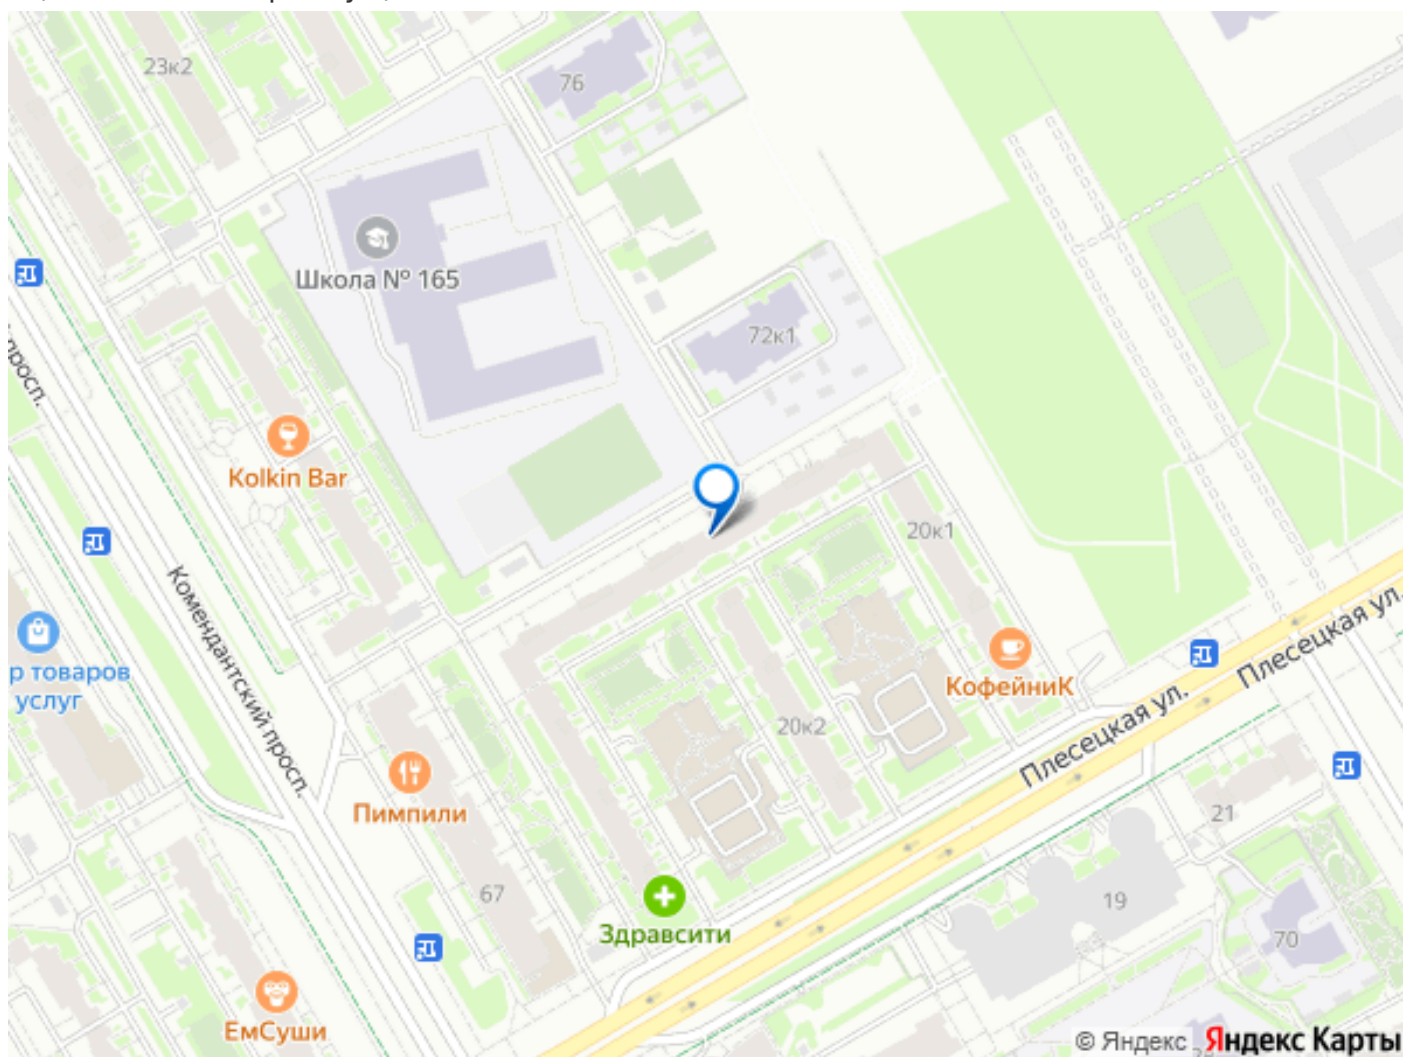 23к2
76
Школа № 165
72к1
просп.
Kolkin Bar
20к1
Комендантский просп.
р товаров
услуг
КофейниК
Плесецкая ул.
Плесецкая ул.
20к2
Пимпили
21
67
19
Здравсити
70
ЕмСуши
© Яндекс Яндекс Карты